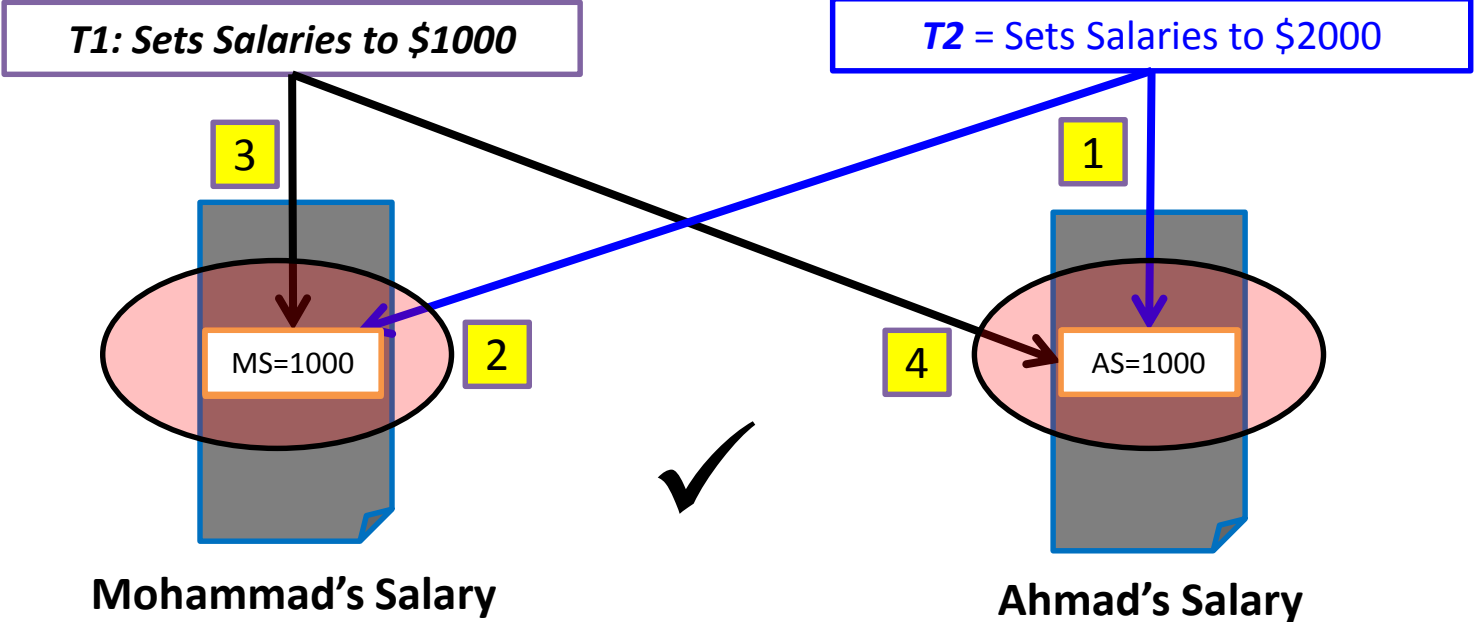 T1: Sets Salaries to $1000
T2 = Sets Salaries to $2000
3
1
MS=1000
2
4
AS=1000
Mohammad’s Salary
Ahmad’s Salary